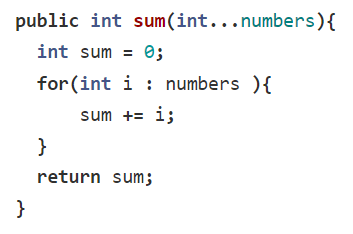 public int sum(int...numbers){
int sum = 0;
for(int i : numbers ){
sum += i;
}
return sum;
}